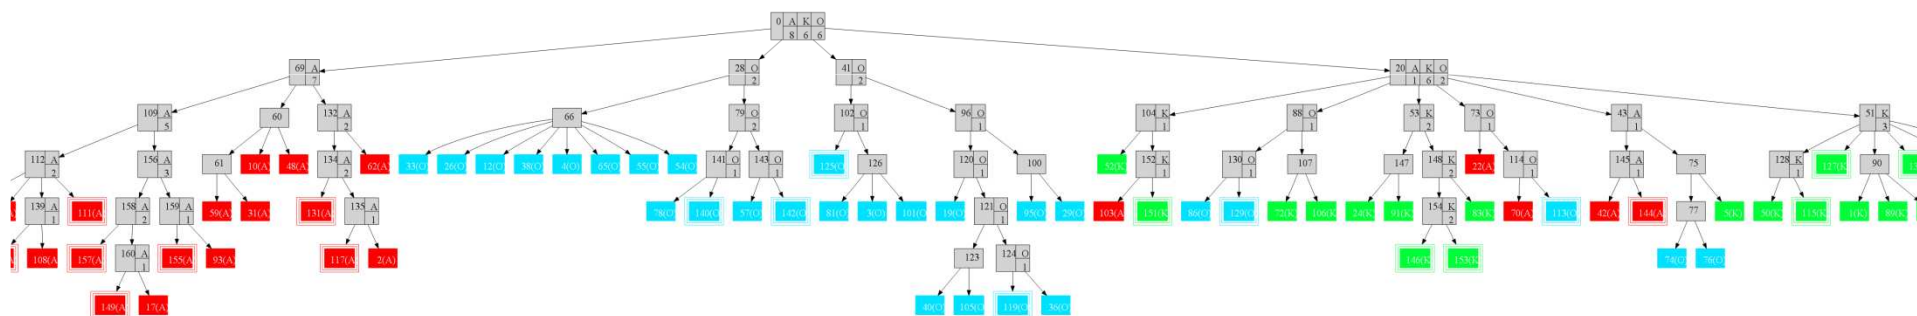 0 A K O
8 6 6
69 A
7
28 O
2
41 O
2
20 A K O
1 6 2
109 A
5
60
132 A
2
66
79 O
2
102 O
1
96 O
1
104 K
1
88 O
1
53 K
2
73 O
1
43 A
1
51 K
3
112 A
2
156 A
3
61
10(A)
48(A)
134 A
2
62(A)
33(O)
26(O)
12(O)
38(O)
4(O)
65(O)
55(O)
54(O)
141 O
1
143 O
1
125(O
126
120 O
1
100
52(K)
152 K
1
130 O
1
107
147
148 K
2
22(A)
114 O
1
145 A
1
75
128 K
1
127(K
90
139 A
1
111(A
158 A
2
159 A
1
59(A)
31(A)
131(A
135 A
1
78(O)
140(O
57(O)
142(O
81(O)
3(O)
101(O
19(O)
121 O
1
95(O)
29(O)
103(A
151(K
86(O)
129(O
72(K)
106(K
24(K)
91(K)
154 K
2
83(K)
70(A)
113(O
42(A)
144(A
77
5(K)
50(K)
115(K
1(K)
89(K)
108(A
157(A
160 A
1
155(A
93(A)
117(A
2(A)
123
124 O
1
146(K
153(K
74(O)
76(O)
149(A
17(A)
40(O)
105(O
119(O
36(O)